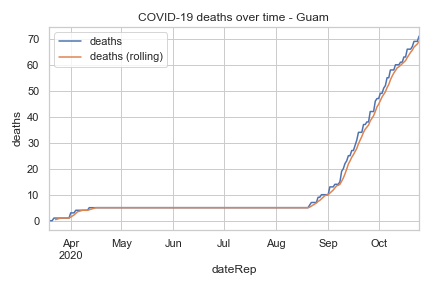 COVID-19 deaths over time - Guam
deaths
deaths (rolling)
70
60
50
40
30
20
10
0
deaths
Apr
2020
May
Jun
Jul
Aug
Sep
Oct
dateRep